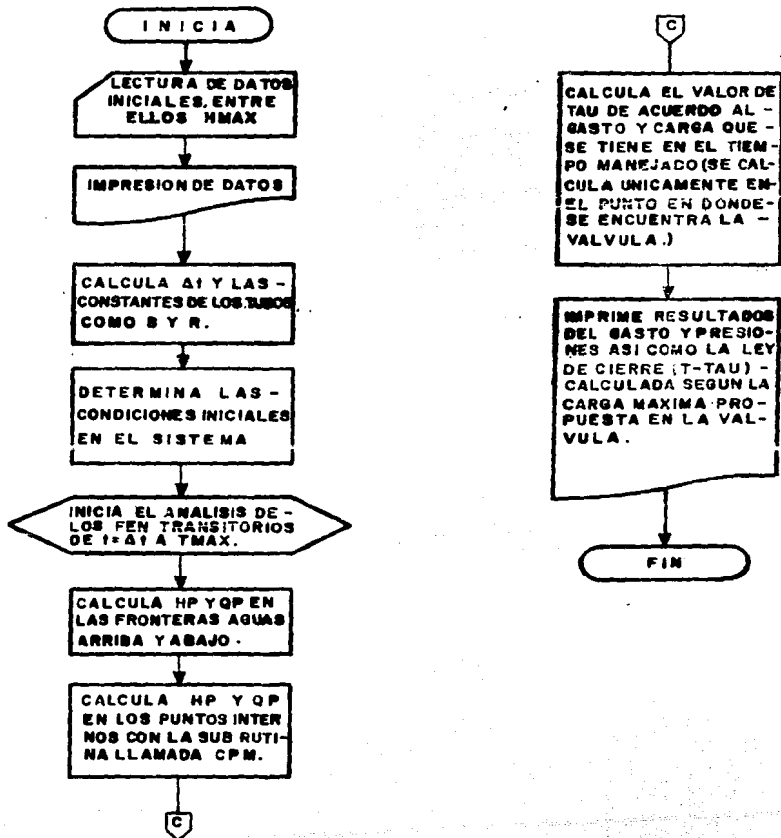 INICIA
LECTURA DE DATOS
INICIALES, ENTRE
ELLOS HMAX
IMPRESION DE DATOS
CALCULA Δt Y LAS -
CONSTANTES DE LOS TUBOS
COMO B Y R.
DETERMINA LAS-
CONDICIONES INICIALES
EN EL SISTEMA
INICIA EL ANALISIS DE -
LOS FEN TRANSITORIOS
DE t=Δt A TMAX.
CALCULA HP Y QP EN
LAS FRONTERAS AGUAS
ARRIBA Y ABAJO.
CALCULA HP Y QP
EN LOS PUNTOS INTER
NOS CON LA SUB RUTI-
NA LLAMADA CPM.
C
C
CALCULA EL VALOR DE
TAU DE ACUERDO AL -
GASTO Y CARGA QUE -
SE TIENE EN EL TIEM-
PO MANEJADO (SE CAL-
CULA UNICAMENTE EN-
EL PUNTO EN DONDE-
SE ENCUENTRA LA -
VALVULA.)
IMPRIME RESULTADOS
DEL GASTO Y PRESIO-
NES ASI COMO LA LEY
DE CIERRE (T-TAU) -
CALCULADA SEGUN LA
CARGA MAXIMA PRO-
PUESTA EN LA VAL-
VULA.
FIN